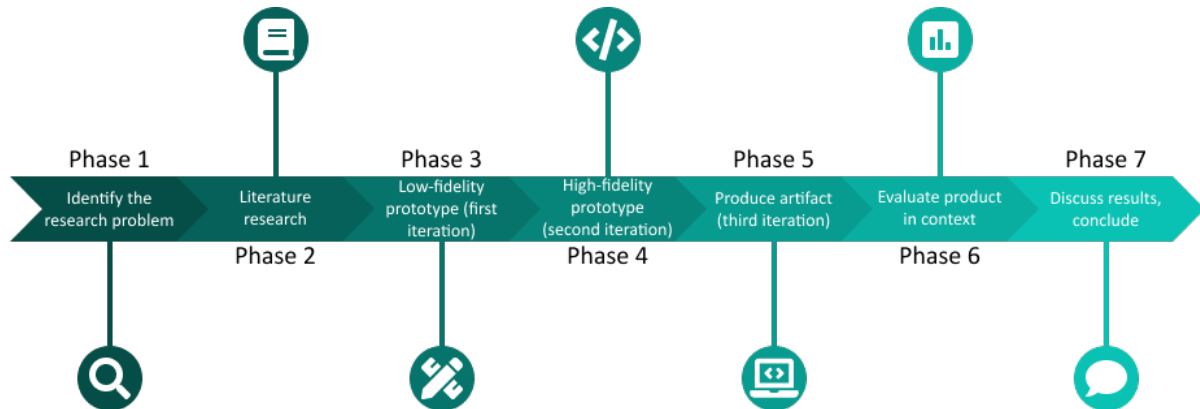 Phase 1
Identify the
research problem
Literature
research
Phase 2
Phase 3
Low-fidelity
prototype (first
iteration)
High-fidelity
prototype
(second iteration)
Phase 4
Phase 5
Produce artifact
(third iteration)
Evaluate product
in context
Phase 6
Phase 7
Discuss results,
conclude